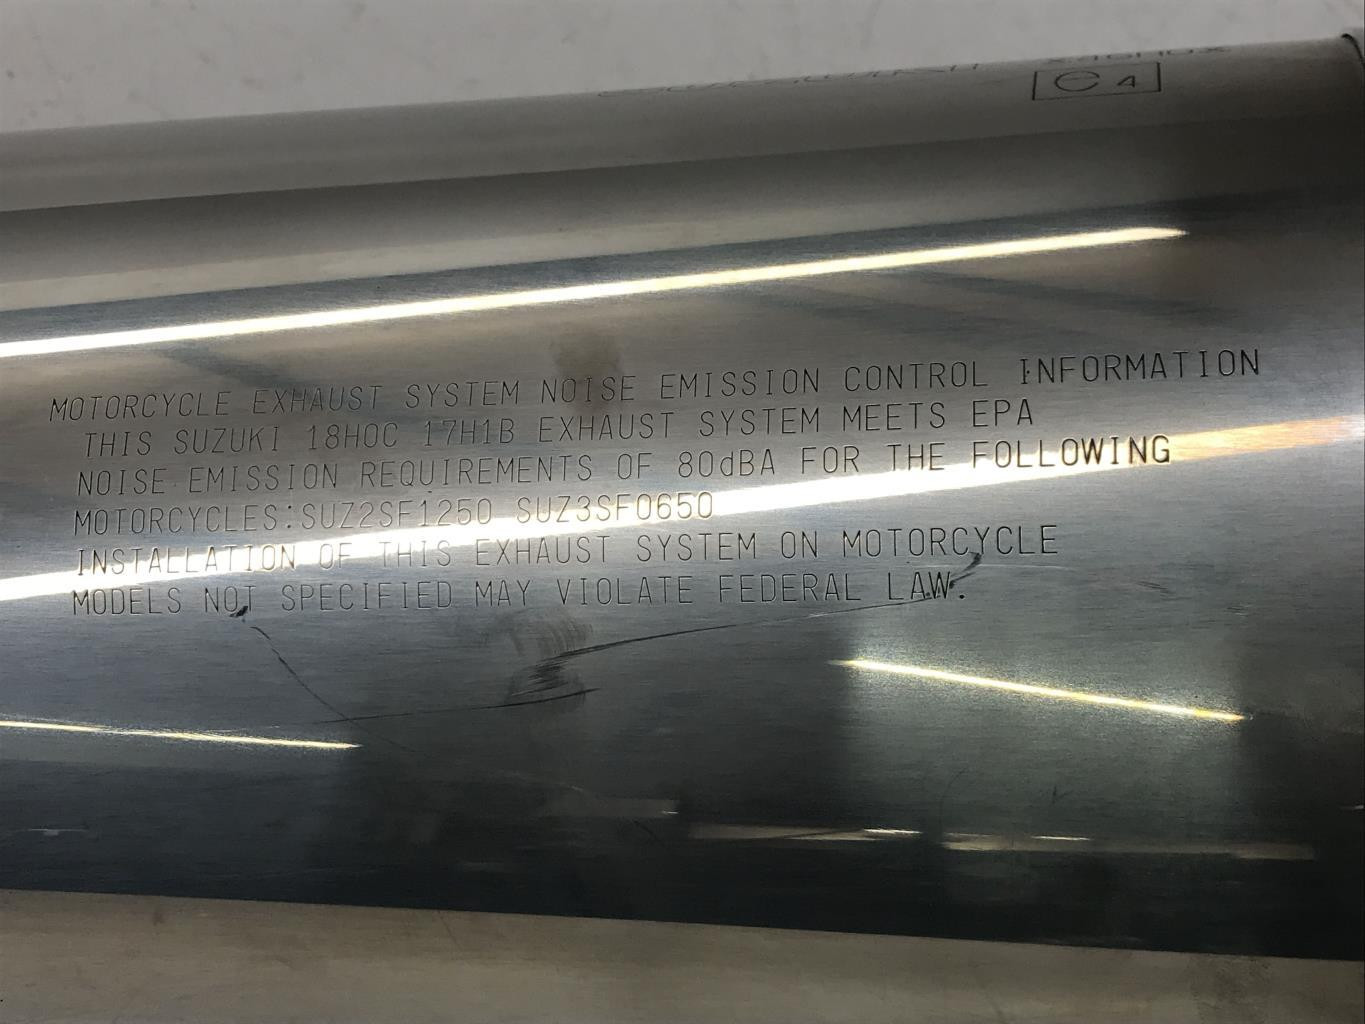 e 4
MOTORCYCLE EXHAUST SYSTEM NOISE EMISSION CONTROL INFORMATION
THIS SUZUKI 18H0C 17H1B EXHAUST SYSTEM MEETS EPA
NOISE EMISSION REQUIREMENTS OF 80dBA FOR THE FOLLOWING
MOTORCYCLES:SUZ2SF1250 SUZ3SF0650
INSTALLATION OF THIS EXHAUST SYSTEM ON MOTORCYCLE
MODELS NOT SPECIFIED MAY VIOLATE FEDERAL LAW.